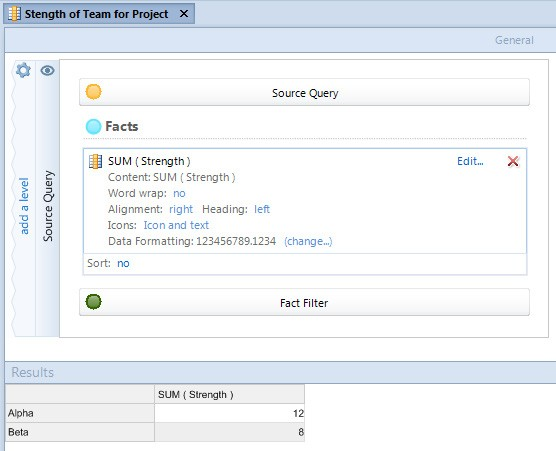 Stength of Team for Project
General
add a level
Source Query
Source Query
Facts
SUM ( Strength )
Edit...
Content: SUM ( Strength )
Word wrap: no
Alignment: right Heading: left
Icons: Icon and text
Data Formatting: 123456789.1234 (change...)
Sort: no
Fact Filter
Results
SUM ( Strength )
Alpha 12
Beta 8